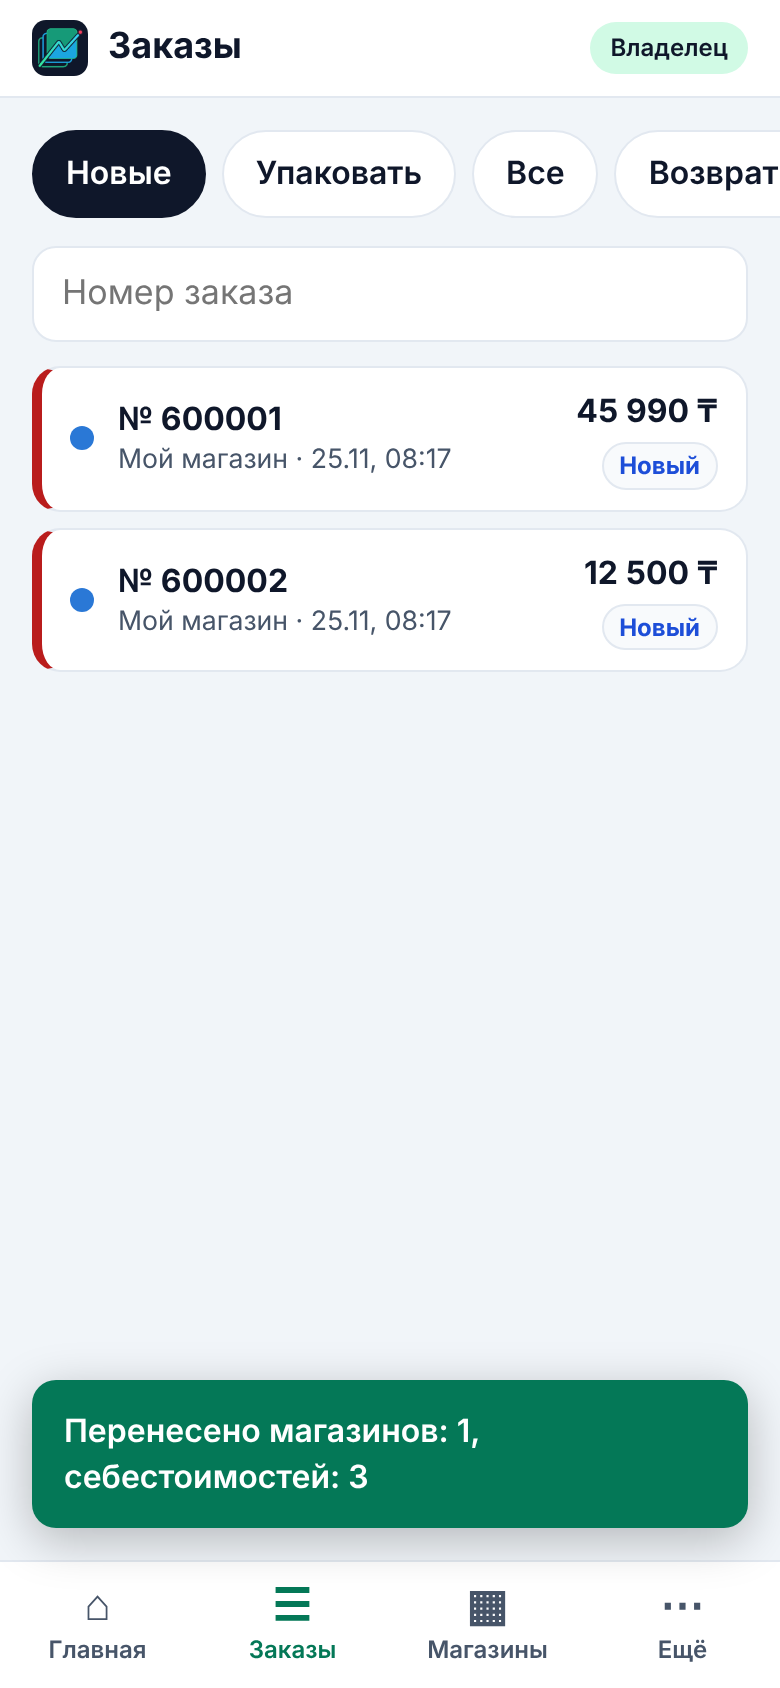 Заказы
Владелец
Новые
Упаковать
Все
Возврат
Номер заказа
№ 600001
45 990 ₸
Мой магазин · 25.11, 08:17
Новый
№ 600002
12 500 ₸
Мой магазин · 25.11, 08:17
Новый
Перенесено магазинов: 1,
себестоимостей: 3
Главная
Заказы
Магазины
Ещё